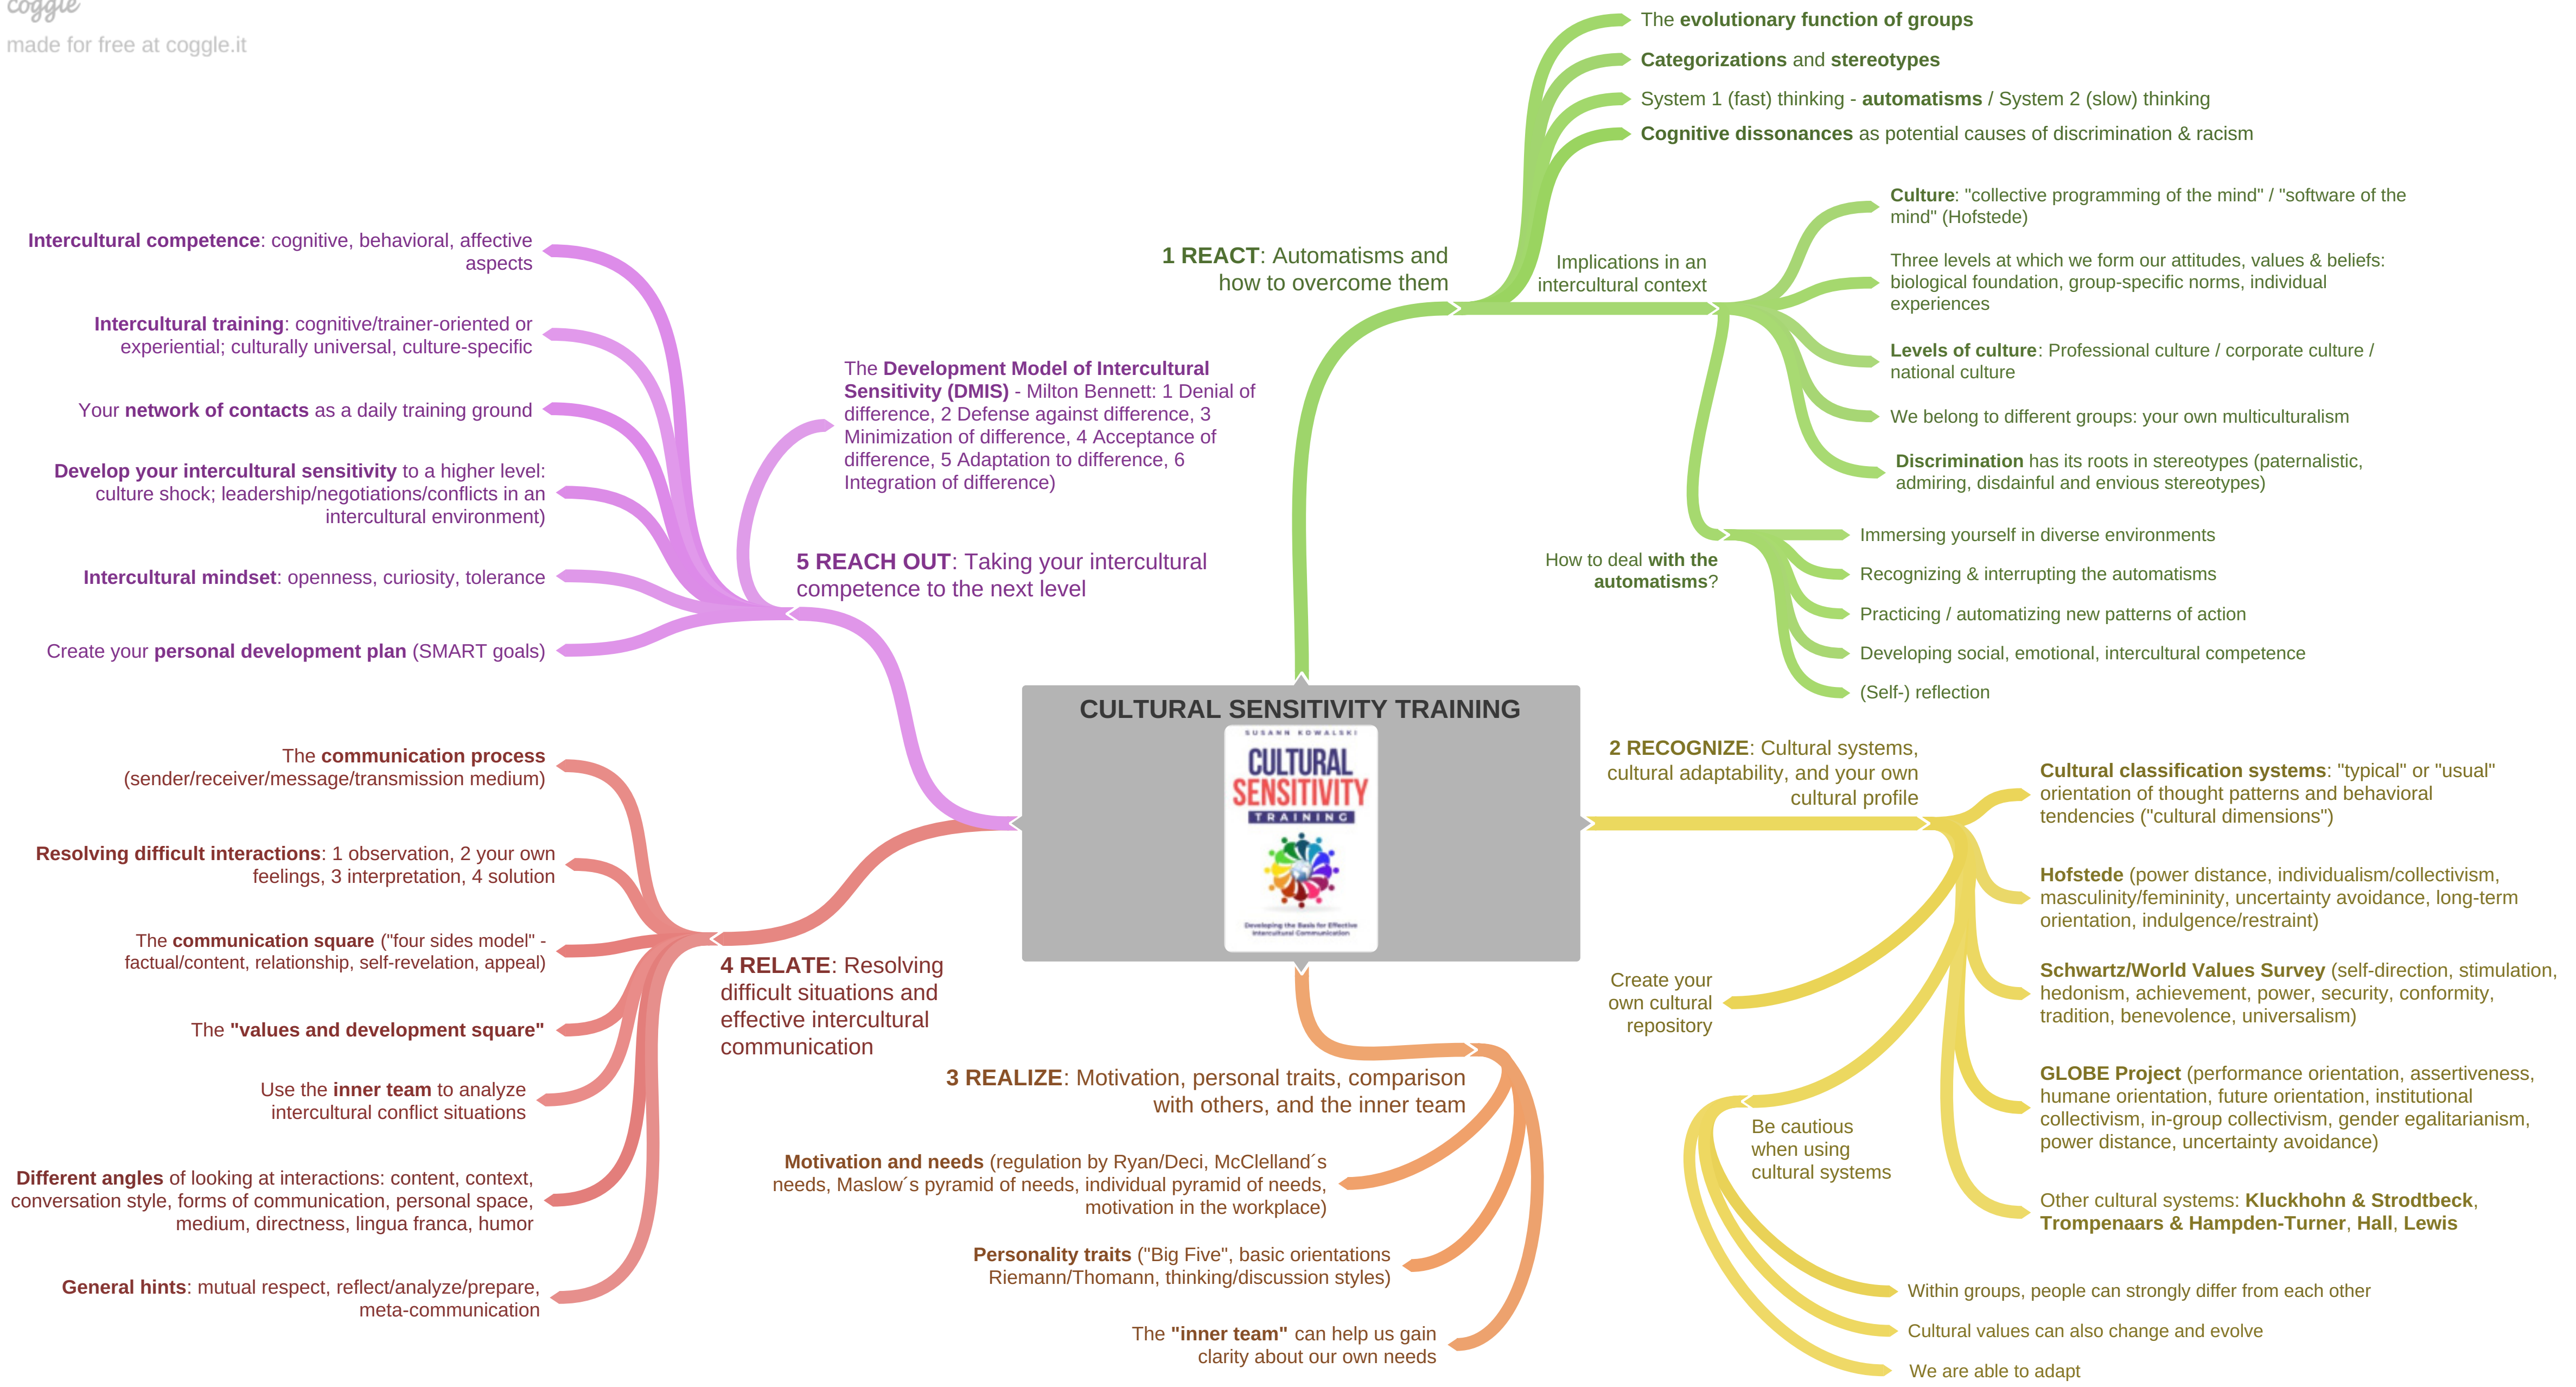 coggle
made for free at coggle.it
The evolutionary function of groups
Categorizations and stereotypes
System 1 (fast) thinking - automatisms / System 2 (slow) thinking
Cognitive dissonances as potential causes of discrimination & racism
1 REACT: Automatisms and
how to overcome them
Implications in an
intercultural context
Culture: "collective programming of the mind" / "software of the
mind" (Hofstede)
Three levels at which we form our attitudes, values & beliefs:
biological foundation, group-specific norms, individual
experiences
Levels of culture: Professional culture / corporate culture /
national culture
We belong to different groups: your own multiculturalism
Discrimination has its roots in stereotypes (paternalistic,
admiring, disdainful and envious stereotypes)
How to deal with the
automatisms?
Immersing yourself in diverse environments
Recognizing & interrupting the automatisms
Practicing / automatizing new patterns of action
Developing social, emotional, intercultural competence
(Self-) reflection
CULTURAL SENSITIVITY TRAINING
SUSANN KOWALSKI
CULTURAL
SENSITIVITY
TRAINING
Developing the Basis for Effective
Intercultural Communication
2 RECOGNIZE: Cultural systems,
cultural adaptability, and your own
cultural profile
Cultural classification systems: "typical" or "usual"
orientation of thought patterns and behavioral
tendencies ("cultural dimensions")
Hofstede (power distance, individualism/collectivism,
masculinity/femininity, uncertainty avoidance, long-term
orientation, indulgence/restraint)
Schwartz/World Values Survey (self-direction, stimulation,
hedonism, achievement, power, security, conformity,
tradition, benevolence, universalism)
GLOBE Project (performance orientation, assertiveness,
humane orientation, future orientation, institutional
collectivism, in-group collectivism, gender egalitarianism,
power distance, uncertainty avoidance)
Other cultural systems: Kluckhohn & Strodtbeck,
Trompenaars & Hampden-Turner, Hall, Lewis
Create your
own cultural
repository
Be cautious
when using
cultural systems
Within groups, people can strongly differ from each other
Cultural values can also change and evolve
We are able to adapt
3 REALIZE: Motivation, personal traits, comparison
with others, and the inner team
Motivation and needs (regulation by Ryan/Deci, McClelland´s
needs, Maslow´s pyramid of needs, individual pyramid of needs,
motivation in the workplace)
Personality traits ("Big Five", basic orientations
Riemann/Thomann, thinking/discussion styles)
The "inner team" can help us gain
clarity about our own needs
4 RELATE: Resolving
difficult situations and
effective intercultural
communication
The communication process
(sender/receiver/message/transmission medium)
Resolving difficult interactions: 1 observation, 2 your own
feelings, 3 interpretation, 4 solution
The communication square ("four sides model" -
factual/content, relationship, self-revelation, appeal)
The "values and development square"
Use the inner team to analyze
intercultural conflict situations
Different angles of looking at interactions: content, context,
conversation style, forms of communication, personal space,
medium, directness, lingua franca, humor
General hints: mutual respect, reflect/analyze/prepare,
meta-communication
5 REACH OUT: Taking your intercultural
competence to the next level
The Development Model of Intercultural
Sensitivity (DMIS) - Milton Bennett: 1 Denial of
difference, 2 Defense against difference, 3
Minimization of difference, 4 Acceptance of
difference, 5 Adaptation to difference, 6
Integration of difference)
Intercultural competence: cognitive, behavioral, affective
aspects
Intercultural training: cognitive/trainer-oriented or
experiential; culturally universal, culture-specific
Your network of contacts as a daily training ground
Develop your intercultural sensitivity to a higher level:
culture shock; leadership/negotiations/conflicts in an
intercultural environment)
Intercultural mindset: openness, curiosity, tolerance
Create your personal development plan (SMART goals)